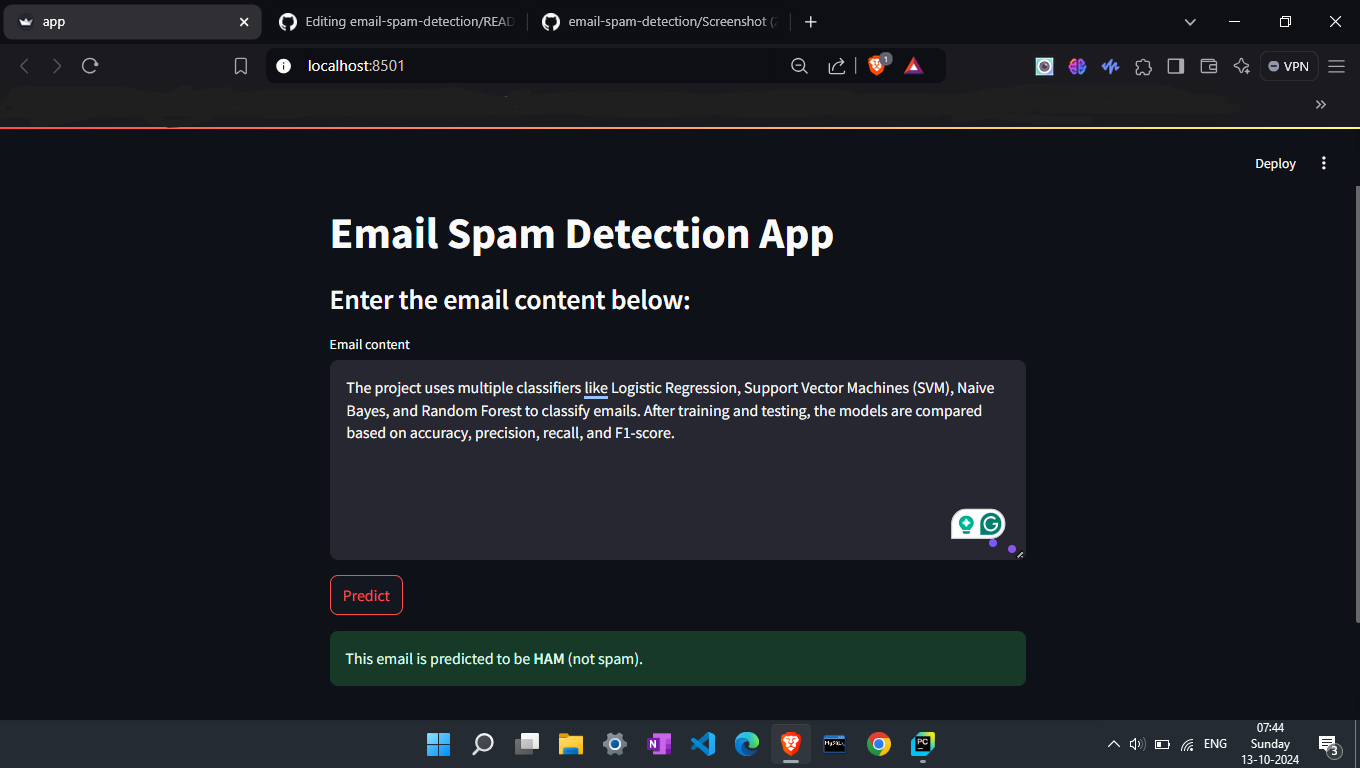 app
Editing email-spam-detection/READ
email-spam-detection/Screenshot (2
localhost:8501
1
VPN
Deploy
Email Spam Detection App
Enter the email content below:
Email content
The project uses multiple classifiers like Logistic Regression, Support Vector Machines (SVM), Naive
Bayes, and Random Forest to classify emails. After training and testing, the models are compared
based on accuracy, precision, recall, and F1-score.
Predict
This email is predicted to be HAM (not spam).
N
MySQL
PC
ENG
07:44
Sunday
13-10-2024
3